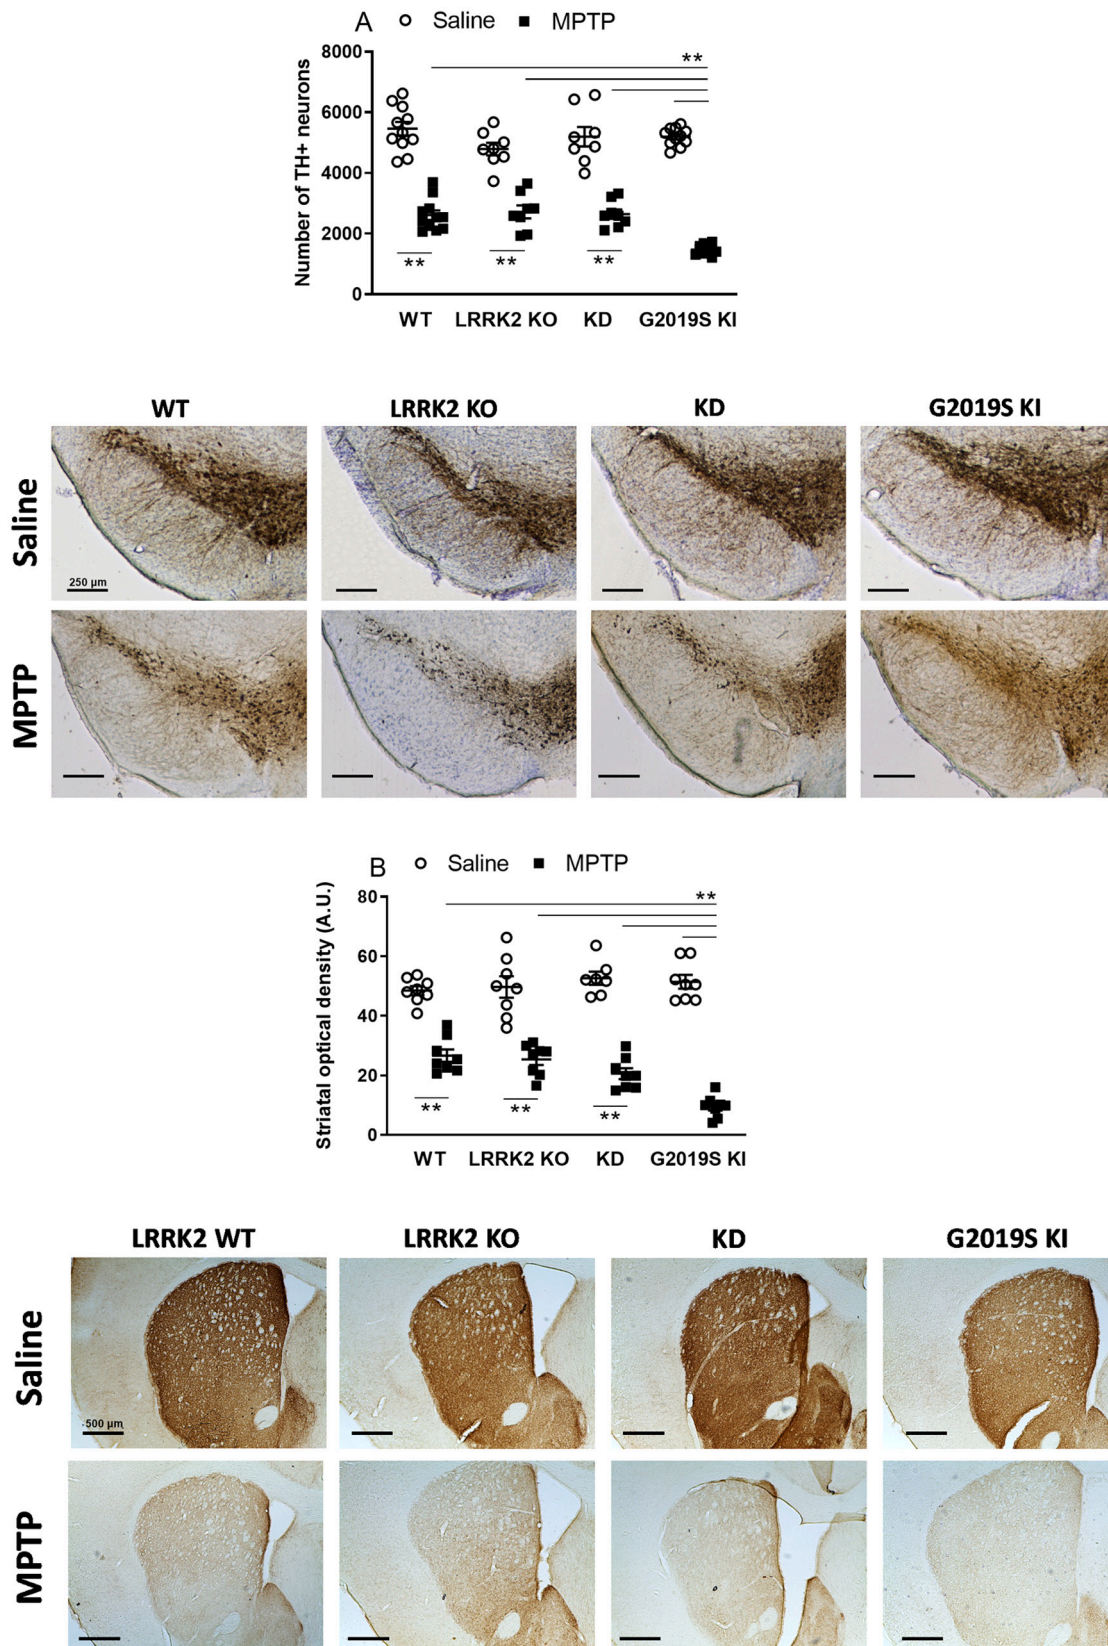 A ○ Saline ■ MPTP
Number of TH+ neurons
8000
6000
4000
2000
0
**
** ** **
WT LRRK2 KO KD G2019S KI
WT LRRK2 KO KD G2019S KI
Saline
250 µm
MPTP
B ○ Saline ■ MPTP
Striatal optical density (A.U.)
80
60
40
20
0
**
** ** **
WT LRRK2 KO KD G2019S KI
LRRK2 WT LRRK2 KO KD G2019S KI
Saline
500 µm
MPTP